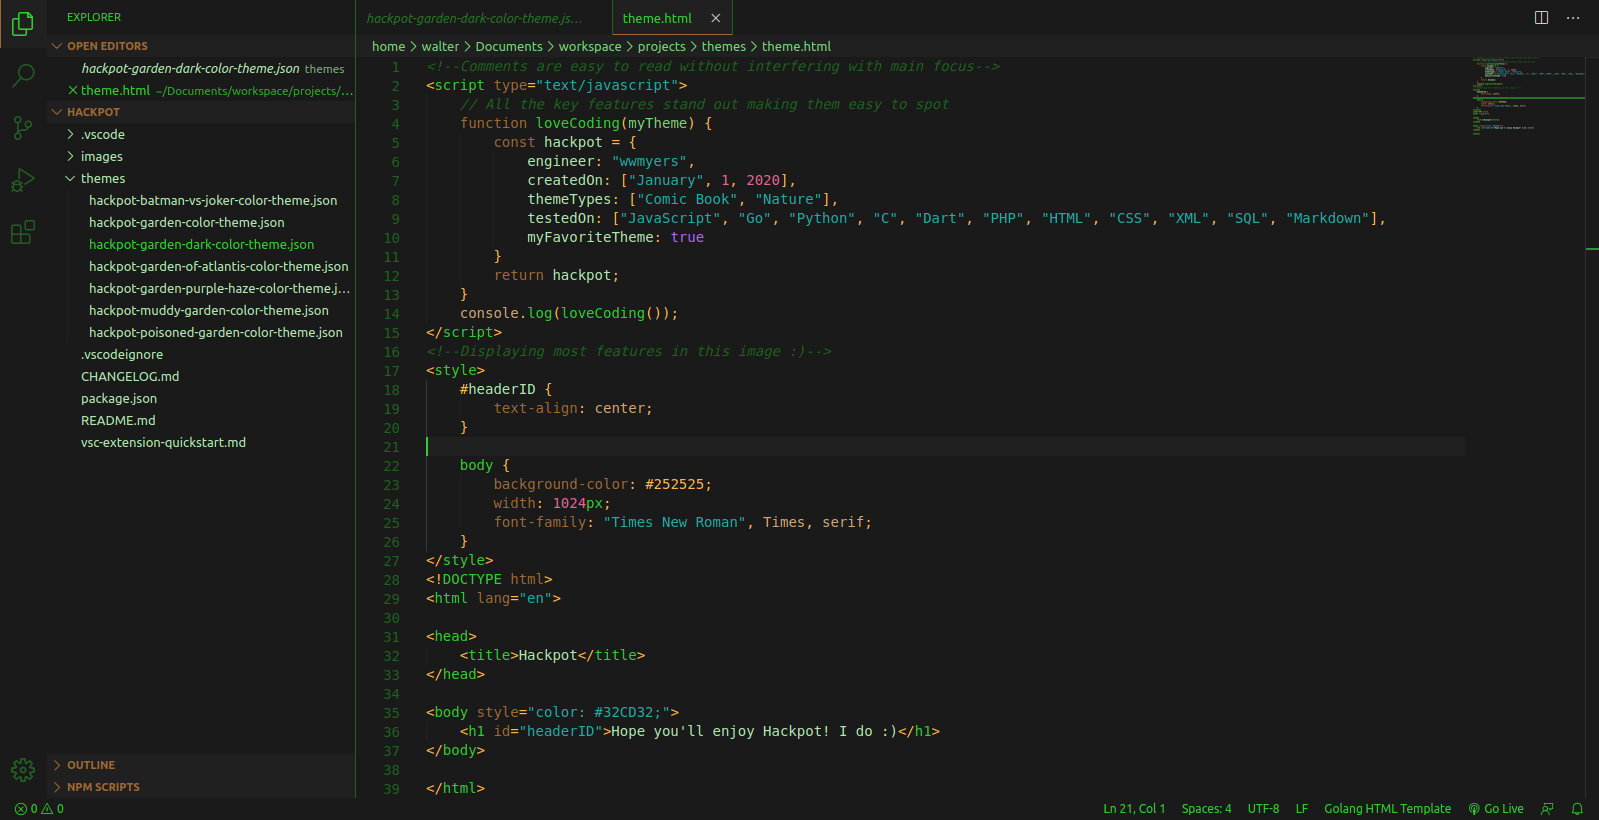 EXPLORER
OPEN EDITORS
hackpot-garden-dark-color-theme.json themes
theme.html ~/Documents/workspace/projects/...
HACKPOT
.vscode
images
themes
hackpot-batman-vs-joker-color-theme.json
hackpot-garden-color-theme.json
hackpot-garden-dark-color-theme.json
hackpot-garden-of-atlantis-color-theme.json
hackpot-garden-purple-haze-color-theme.j...
hackpot-muddy-garden-color-theme.json
hackpot-poisoned-garden-color-theme.json
.vscodeignore
CHANGELOG.md
package.json
README.md
vsc-extension-quickstart.md
OUTLINE
NPM SCRIPTS
hackpot-garden-dark-color-theme.js... theme.html
home > walter > Documents > workspace > projects > themes > theme.html
1 <!--Comments are easy to read without interfering with main focus-->
2 <script type="text/javascript">
3 // All the key features stand out making them easy to spot
4 function loveCoding(myTheme) {
5 const hackpot = {
6 engineer: "wwmyers",
7 createdOn: ["January", 1, 2020],
8 themeTypes: ["Comic Book", "Nature"],
9 testedOn: ["JavaScript", "Go", "Python", "C", "Dart", "PHP", "HTML", "CSS", "XML", "SQL", "Markdown"],
10 myFavoriteTheme: true
11 }
12 return hackpot;
13 }
14 console.log(loveCoding());
15 </script>
16 <!--Displaying most features in this image :)-->
17 <style>
18 #headerID {
19 text-align: center;
20 }
21
22 body {
23 background-color: #252525;
24 width: 1024px;
25 font-family: "Times New Roman", Times, serif;
26 }
27 </style>
28 <!DOCTYPE html>
29 <html lang="en">
30
31 <head>
32 <title>Hackpot</title>
33 </head>
34
35 <body style="color: #32CD32;">
36 <h1 id="headerID">Hope you'll enjoy Hackpot! I do :)</h1>
37 </body>
38
39 </html>
0 0 Ln 21, Col 1 Spaces: 4 UTF-8 LF Golang HTML Template Go Live